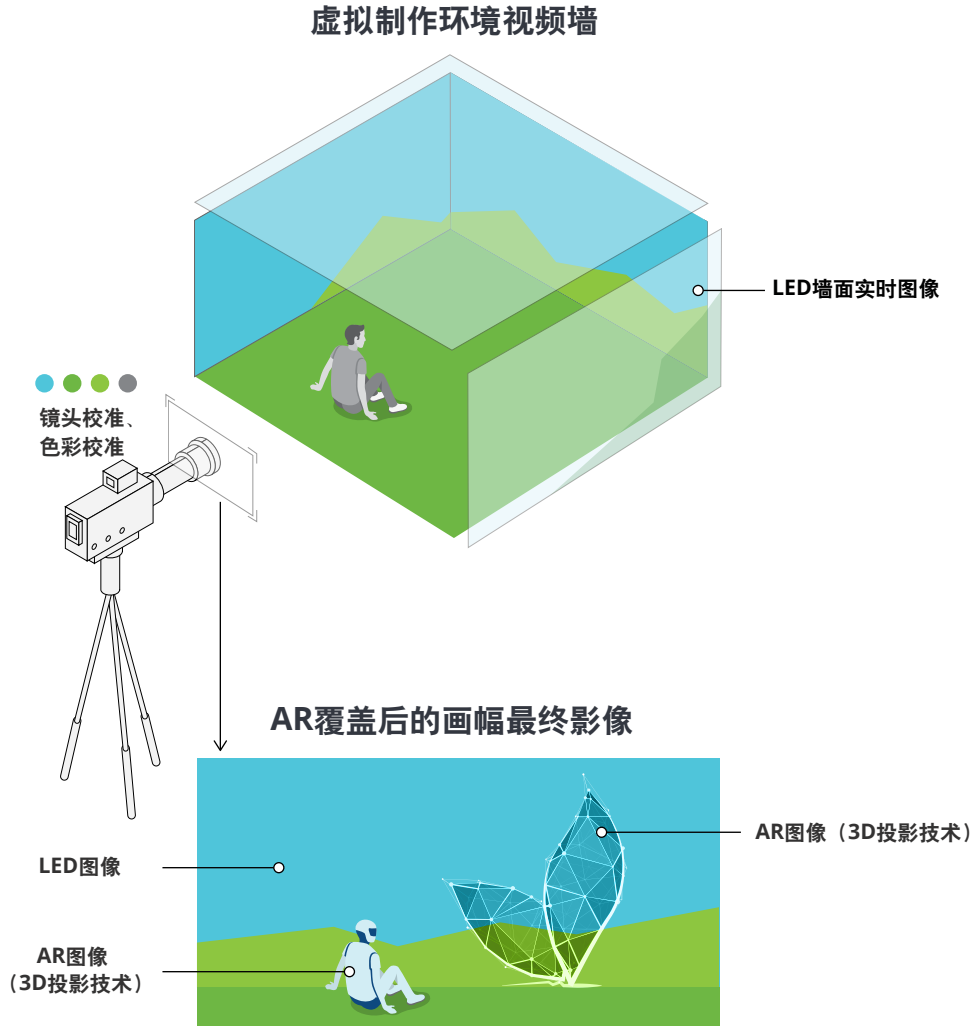 虚拟制作环境视频墙
LED墙面实时图像
镜头校准、
色彩校准
AR覆盖后的画幅最终影像
AR图像（3D投影技术）
LED图像
AR图像
（3D投影技术）